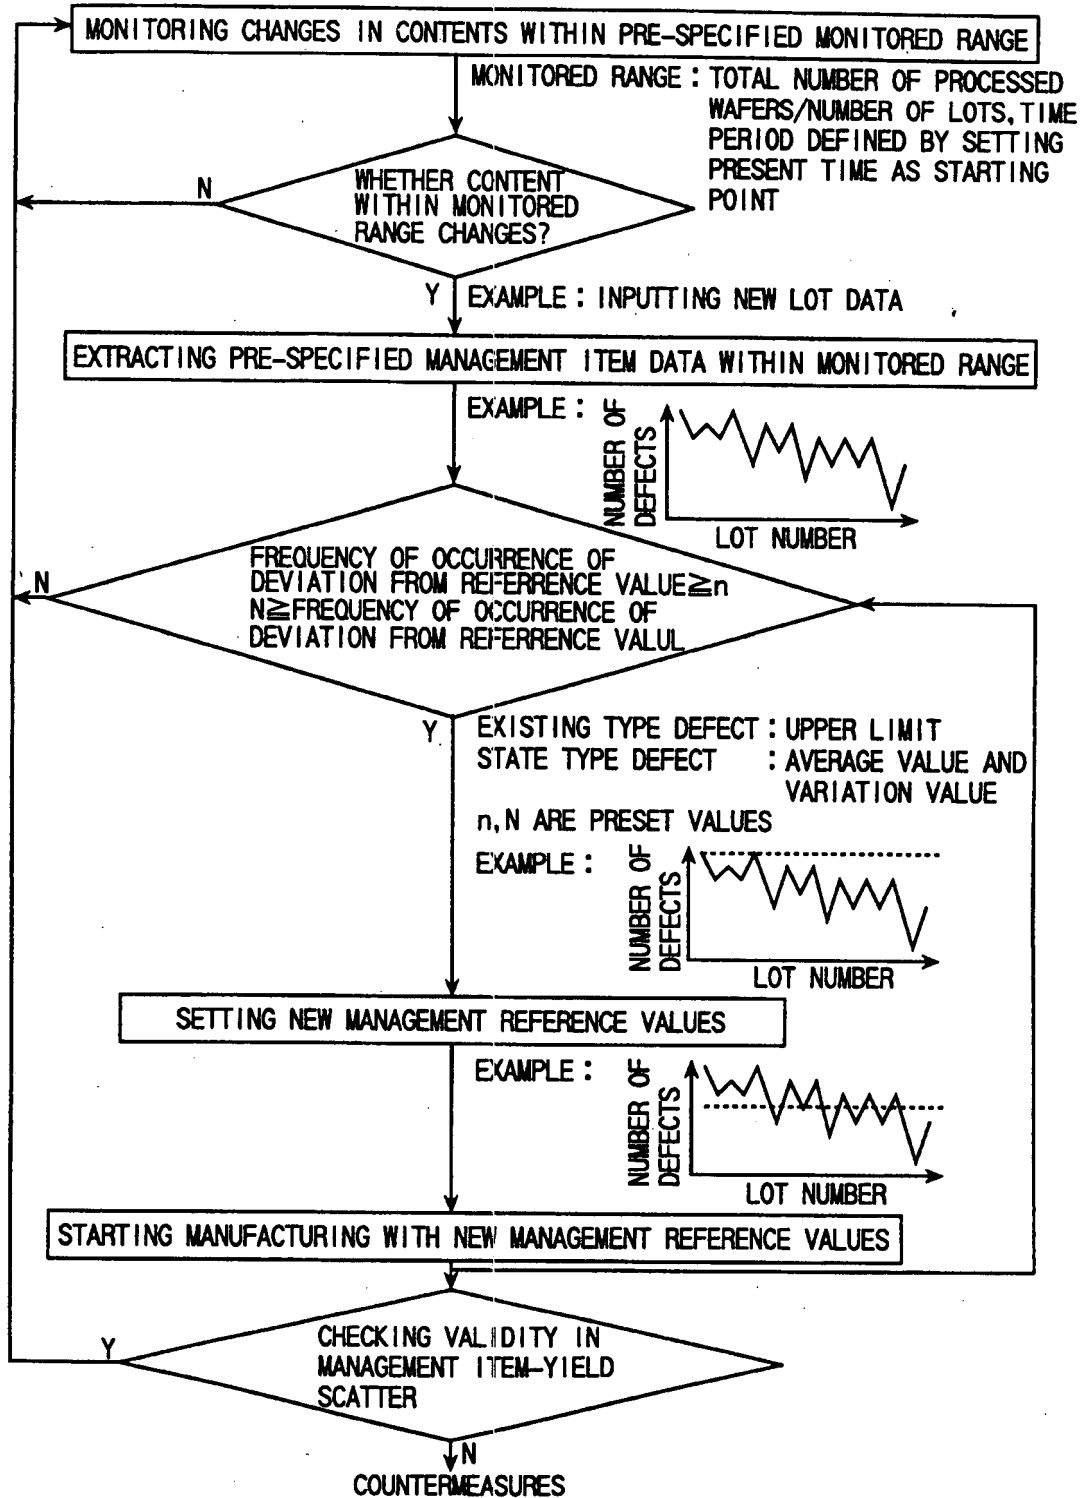 MONITORING CHANGES IN CONTENTS WITHIN PRE-SPECIFIED MONITORED RANGE
MONITORED RANGE : TOTAL NUMBER OF PROCESSED
WAFERS/NUMBER OF LOTS, TIME
PERIOD DEFINED BY SETTING
PRESENT TIME AS STARTING
POINT
WHETHER CONTENT
WITHIN MONITORED
RANGE CHANGES?
N
Y
EXAMPLE : INPUTTING NEW LOT DATA
EXTRACTING PRE-SPECIFIED MANAGEMENT ITEM DATA WITHIN MONITORED RANGE
EXAMPLE :
NUMBER OF
DEFECTS
LOT NUMBER
FREQUENCY OF OCCURRENCE OF
DEVIATION FROM REFERRENCE VALUE≧n
N≧FREQUENCY OF OCCURRENCE OF
DEVIATION FROM REFERRENCE VALUL
N
Y
EXISTING TYPE DEFECT : UPPER LIMIT
STATE TYPE DEFECT : AVERAGE VALUE AND
VARIATION VALUE
n, N ARE PRESET VALUES
EXAMPLE :
NUMBER OF
DEFECTS
LOT NUMBER
SETTING NEW MANAGEMENT REFERENCE VALUES
EXAMPLE :
NUMBER OF
DEFECTS
LOT NUMBER
STARTING MANUFACTURING WITH NEW MANAGEMENT REFERENCE VALUES
Y
CHECKING VALIDITY IN
MANAGEMENT ITEM-YIELD
SCATTER
N
COUNTERMEASURES